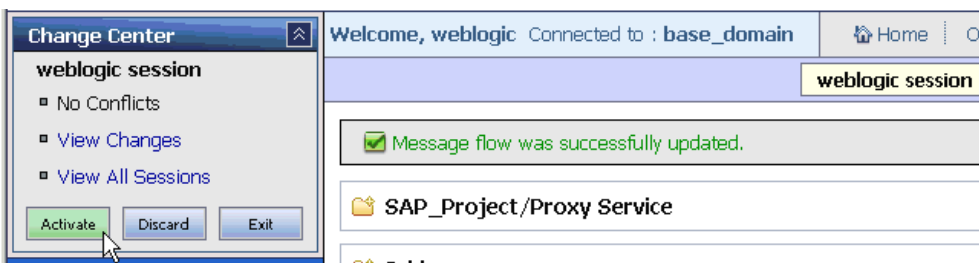 Change Center
weblogic session
No Conflicts
View Changes
View All Sessions
Activate Discard Exit
Welcome, weblogic Connected to : base_domain
Home
weblogic session
Message flow was successfully updated.
SAP_Project/Proxy Service